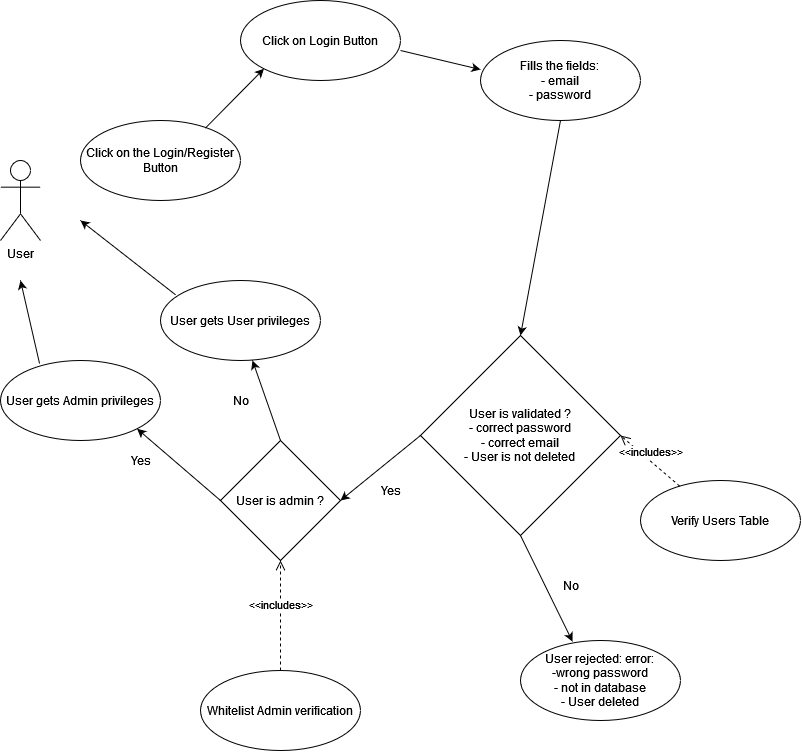 Click on Login Button
Fills the fields:
- email
- password
Click on the Login/Register
Button
User
User gets User privileges
User gets Admin privileges
No
User is validated ?
- correct password
- correct email
- User is not deleted
<<includes>>
Yes
Yes
User is admin ?
Verify Users Table
No
<<includes>>
User rejected: error:
-wrong password
- not in database
- User deleted
Whitelist Admin verification